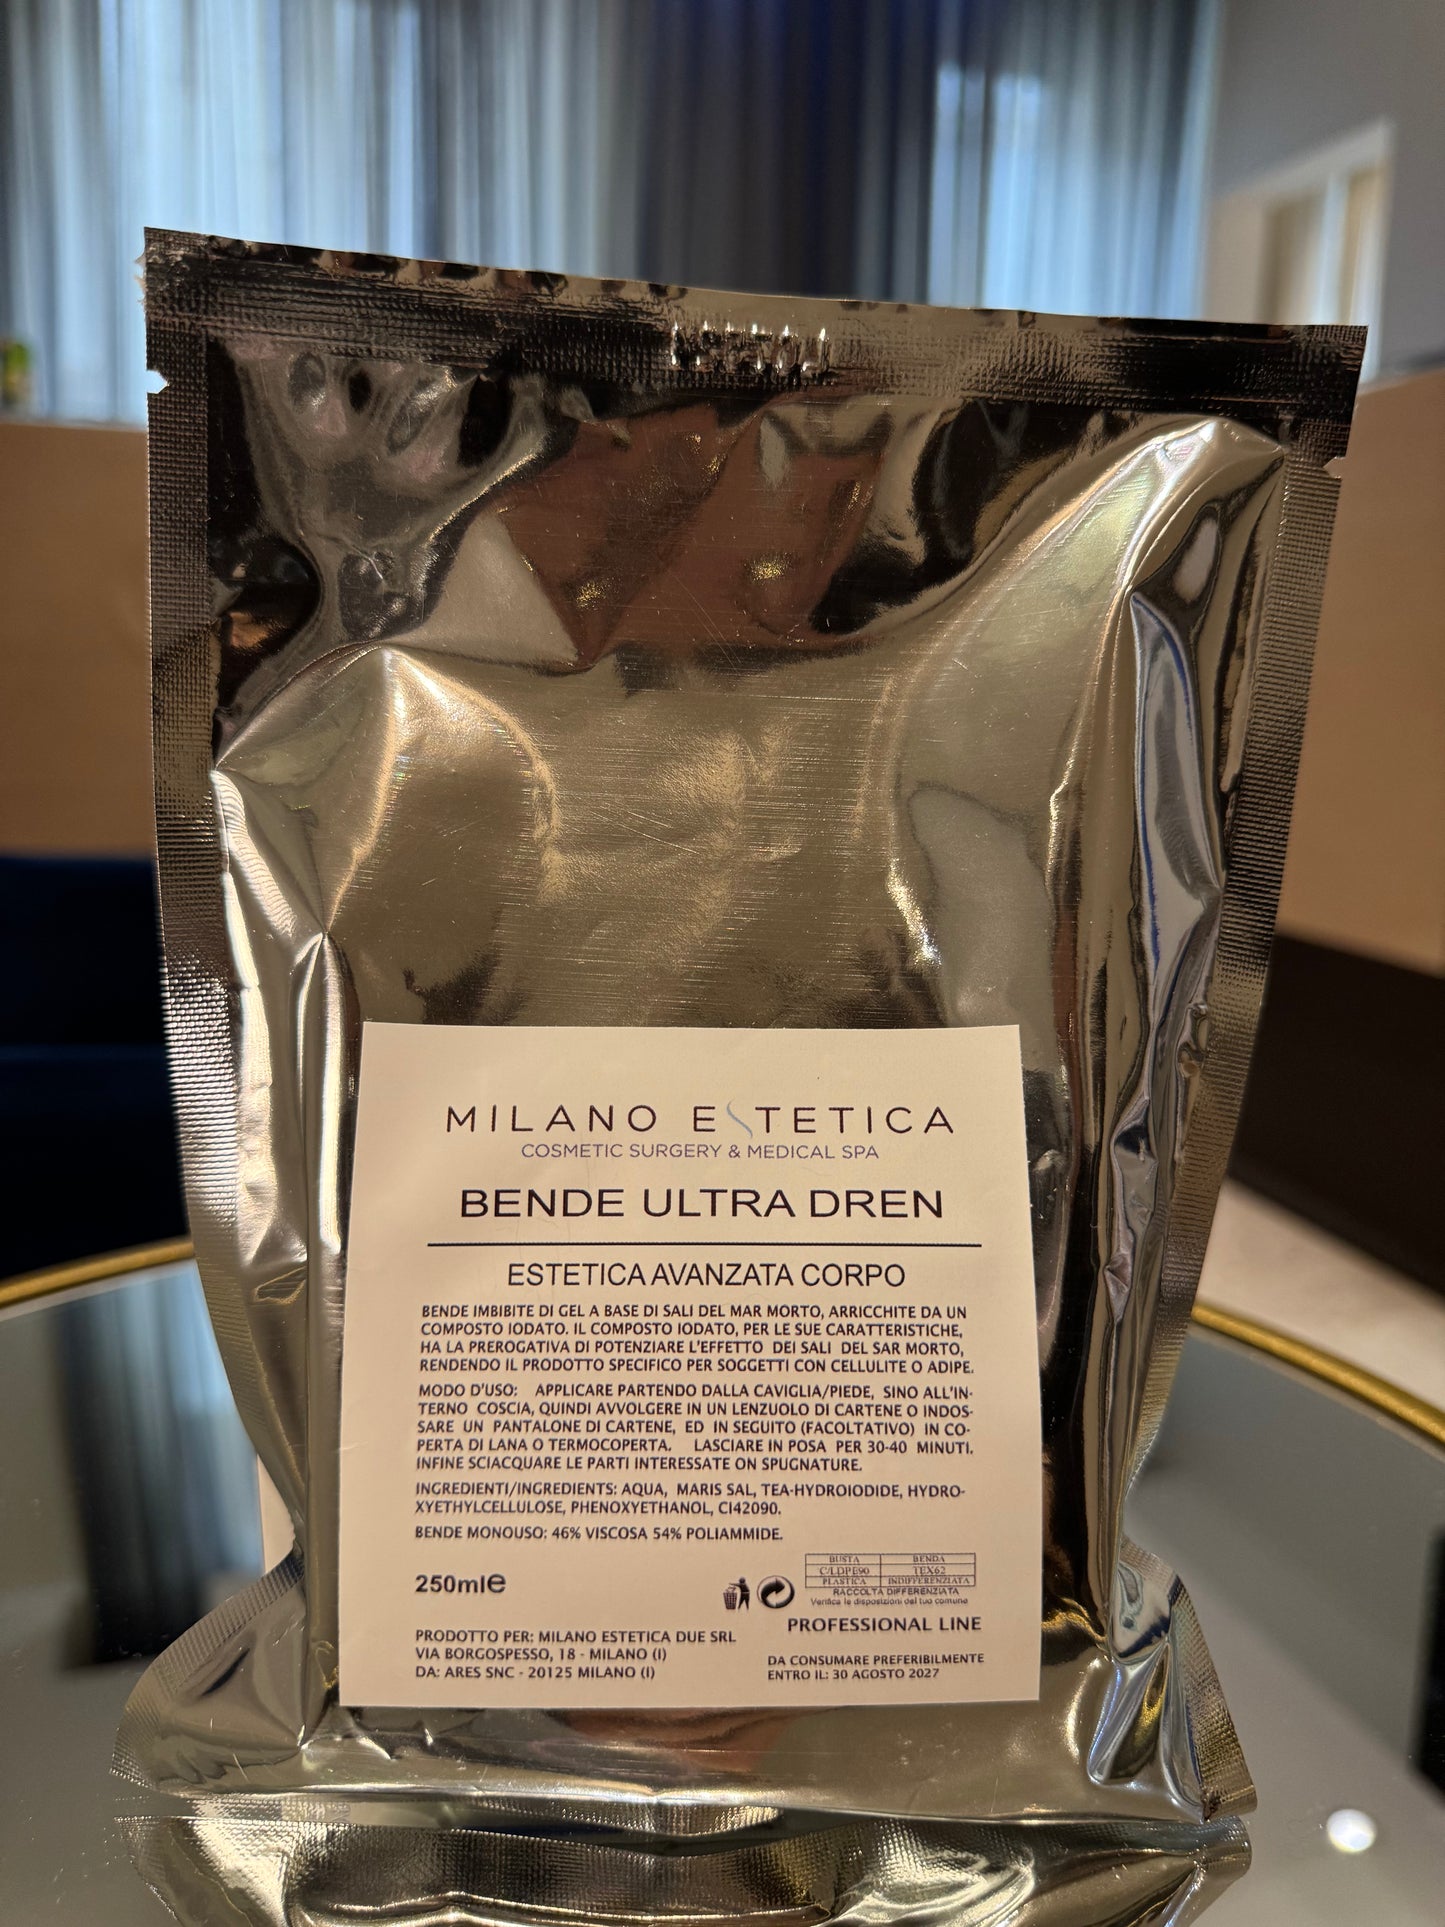 MILANO ESTETICA
COSMETIC SURGERY & MEDICAL SPA
BENDE ULTRA DREN
ESTETICA AVANZATA CORPO
BENDE IMBIBITE DI GEL A BASE DI SALI DEL MAR MORTO, ARRICCHITE DA UN
COMPOSTO IODATO. IL COMPOSTO IODATO, PER LE SUE CARATTERISTICHE,
HA LA PREROGATIVA DI POTENZIARE L'EFFETTO DEI SALI DEL SAR MORTO,
RENDENDO IL PRODOTTO SPECIFICO PER SOGGETTI CON CELLULITE O ADIPE.
MODO D'USO: APPLICARE PARTENDO DALLA CAVIGLIA/PIEDE, SINO ALL'IN-
TERNO COSCIA, QUINDI AVVOLGERE IN UN LENZUOLO DI CARTENE O INDOS-
SARE UN PANTALONE DI CARTENE, ED IN SEGUITO (FACOLTATIVO) IN CO-
PERTA DI LANA O TERMOCOPERTA. LASCIARE IN POSA PER 30-40 MINUTI.
INFINE SCIACQUARE LE PARTI INTERESSATE ON SPUGNATURE.
INGREDIENTI/INGREDIENTS: AQUA, MARIS SAL, TEA-HYDROIODIDE, HYDRO-
XYETHYLCELLULOSE, PHENOXYETHANOL, CI42090.
BENDE MONOUSO: 46% VISCOSA 54% POLIAMMIDE.
250ml℮
BUSTA BENDA
C/LDPE90 TEX62
PLASTICA INDIFFERENZIATA
RACCOLTA DIFFERENZIATA
Verifica le disposizioni del tuo comune
PROFESSIONAL LINE
PRODOTTO PER: MILANO ESTETICA DUE SRL
VIA BORGOSPESSO, 18 - MILANO (I)
DA: ARES SNC - 20125 MILANO (I)
DA CONSUMARE PREFERIBILMENTE
ENTRO IL: 30 AGOSTO 2027